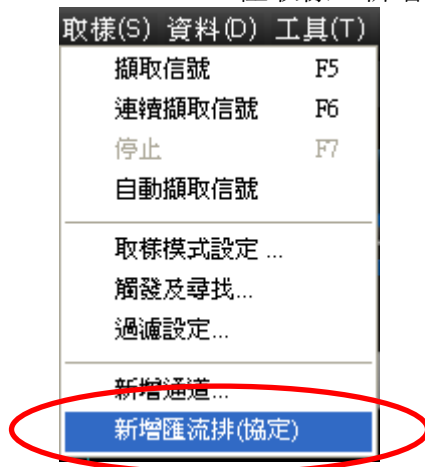 取樣(S) 資料(D) 工具(T)
擷取信號 F5
連續擷取信號 F6
停止 F7
自動擷取信號
取樣模式設定 ...
觸發及尋找...
過濾設定...
新增通道...
新增匯流排(協定)